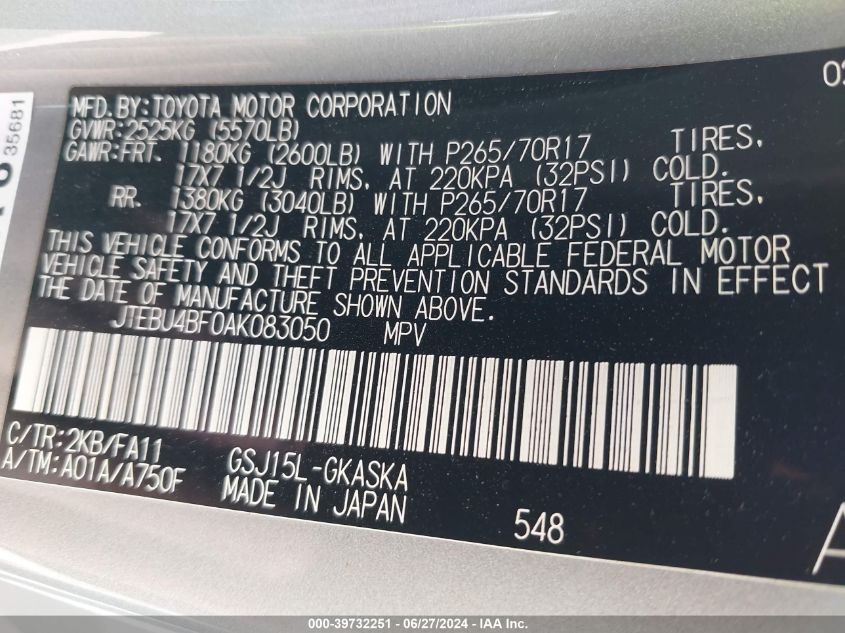 03
35681
MFD.BY:TOYOTA MOTOR CORPORATION
GVWR:2525KG (5570LB)
GAWR:FRT. 1180KG (2600LB) WITH P265/70R17 TIRES,
17X7 1/2J RIMS, AT 220KPA (32PSI) COLD.
RR. 1380KG (3040LB) WITH P265/70R17 TIRES,
17X7 1/2J RIMS, AT 220KPA (32PSI) COLD.
THIS VEHICLE CONFORMS TO ALL APPLICABLE FEDERAL MOTOR
VEHICLE SAFETY AND THEFT PREVENTION STANDARDS IN EFFECT
THE DATE OF MANUFACTURE SHOWN ABOVE.
JTEBU4BF0AK083050 MPV
C/TR:2KB/FA11
A/TM:A01A/A750F
GSJ15L-GKASKA
MADE IN JAPAN
548
000-39732251 - 06/27/2024 - IAA Inc.